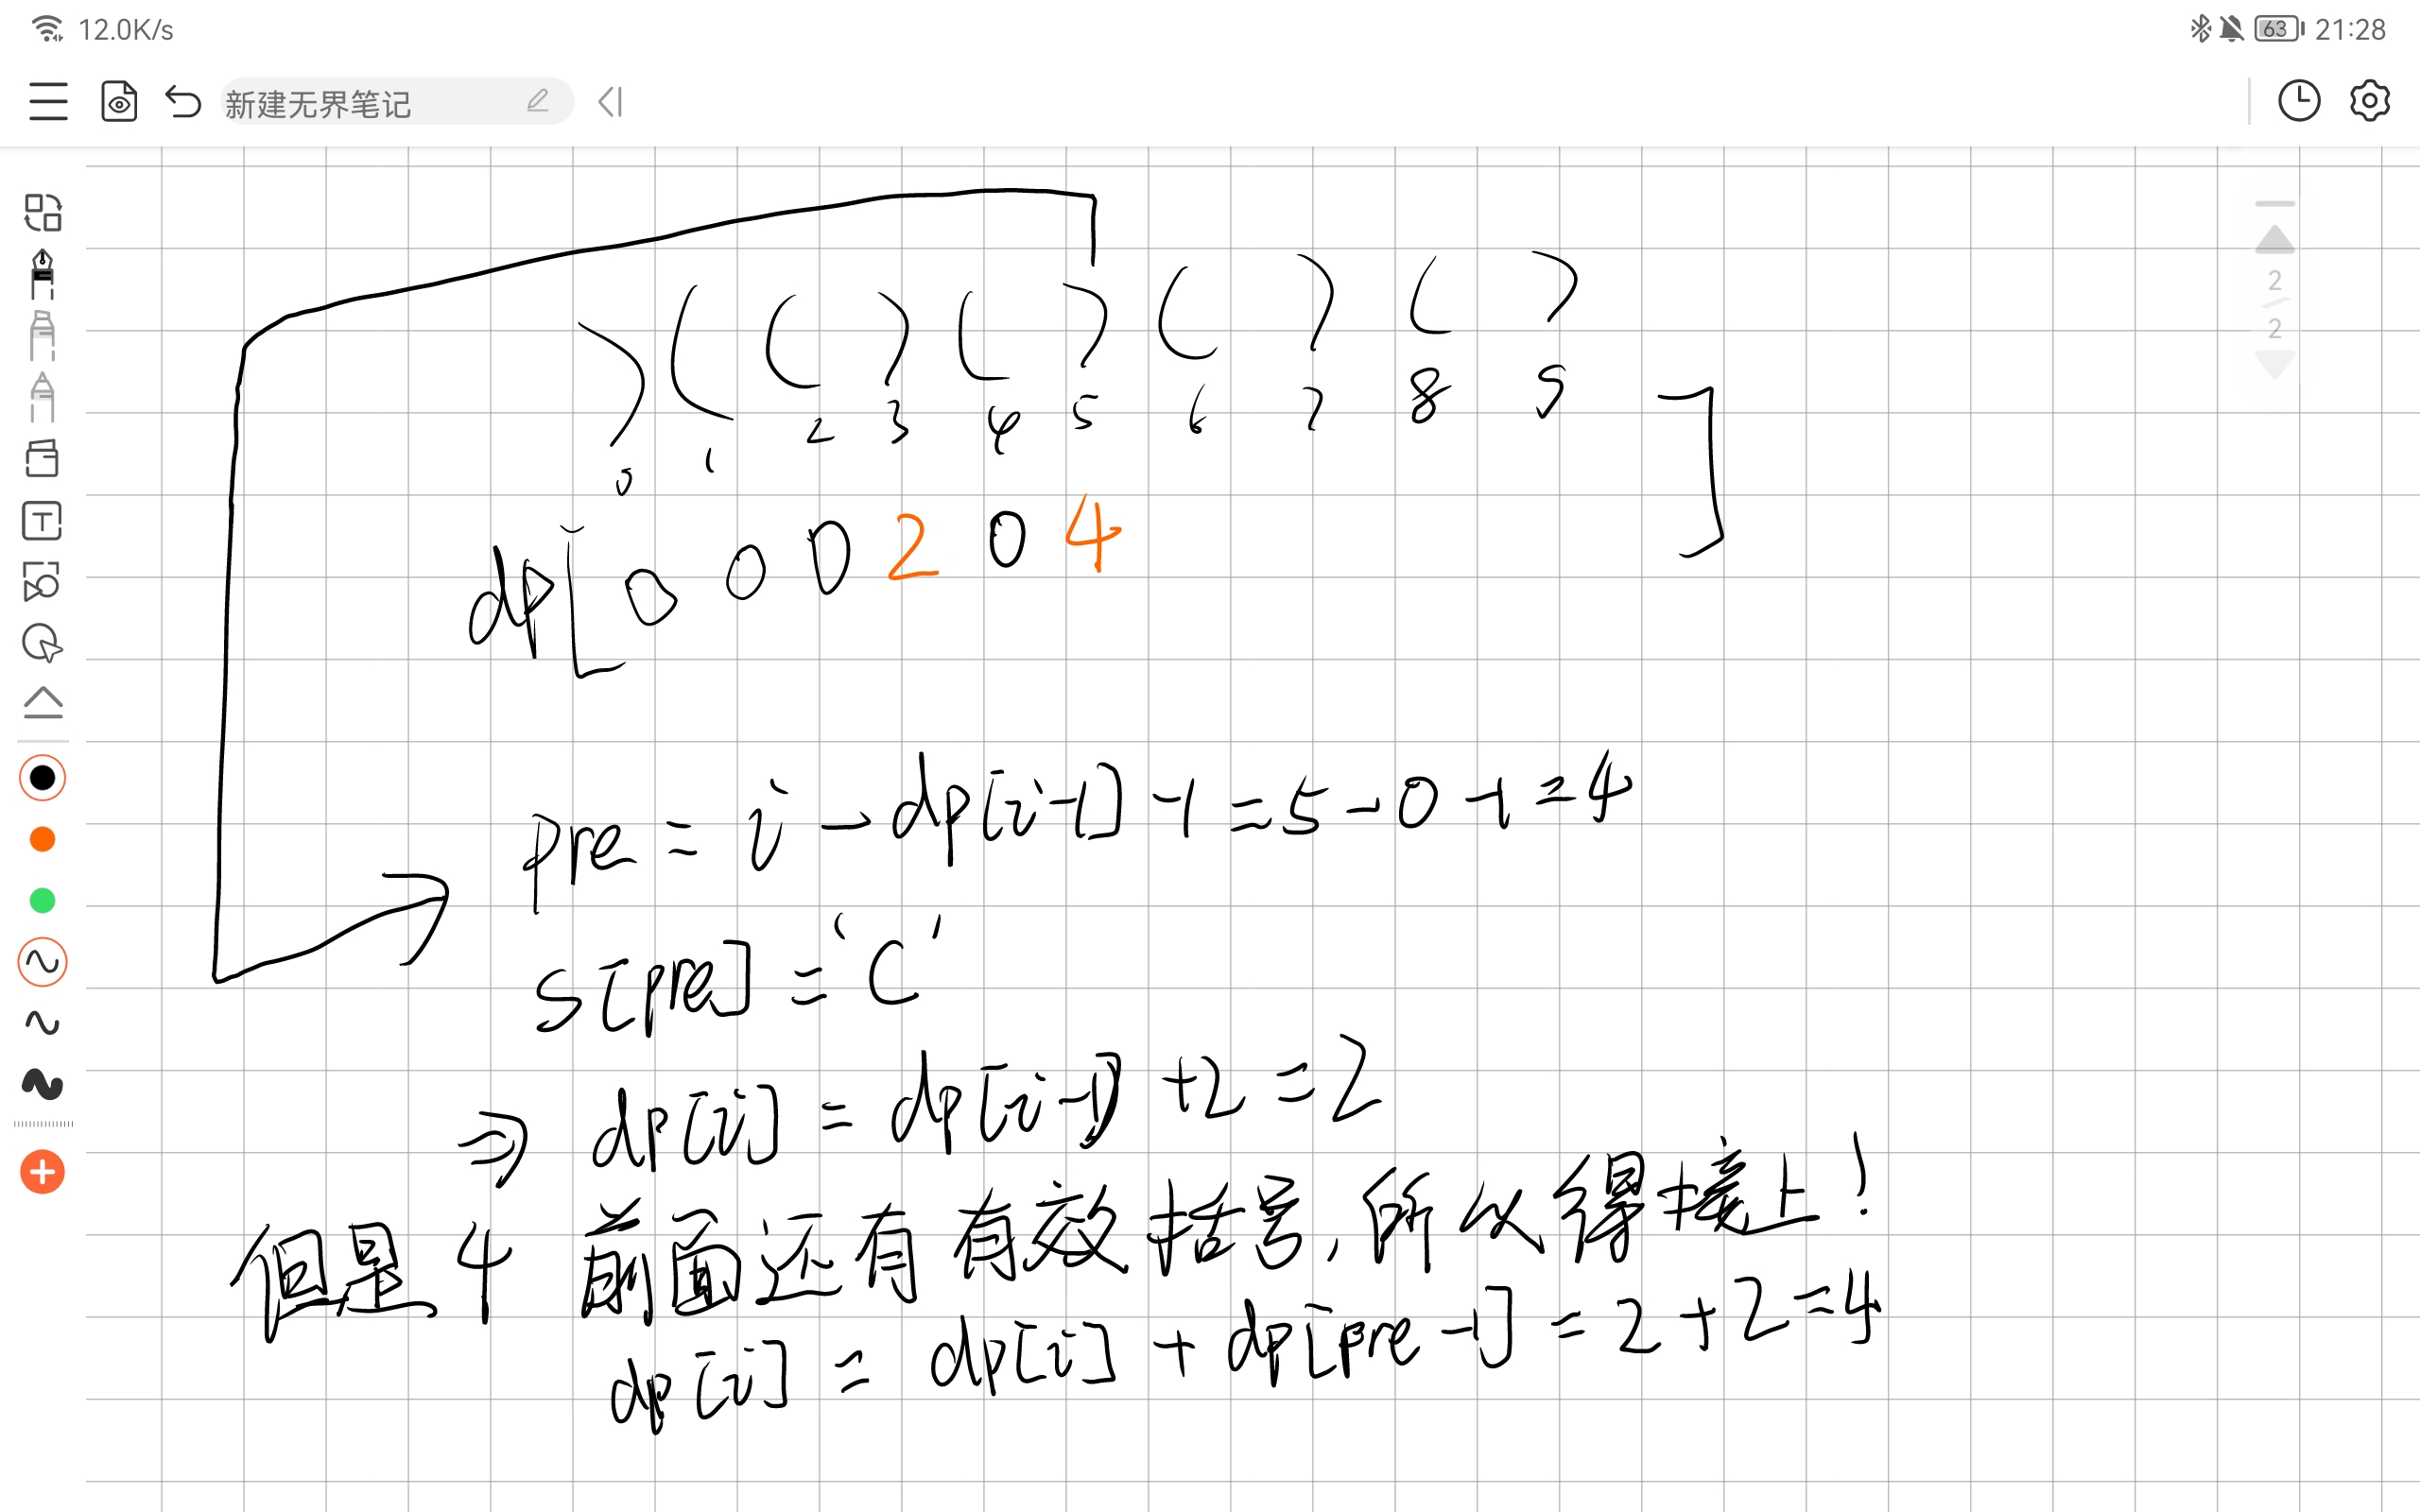 12.0K/s
63 21:28
新建无界笔记
2
2
) ( ( ) ( ) ( ) ( )
0 1 2 3 4 5 6 7 8 9
dp [ 0 0 0 2 0 4 ]
pre = i - dp[i-1] - 1 = 5 - 0 - 1 = 4
s[pre] = '('
⇒ dp[i] = dp[i-1] + 2 = 2
但是 4 前面还有有效括号,所以得接上!
dp[i] = dp[i] + dp[pre-1] = 2 + 2 = 4